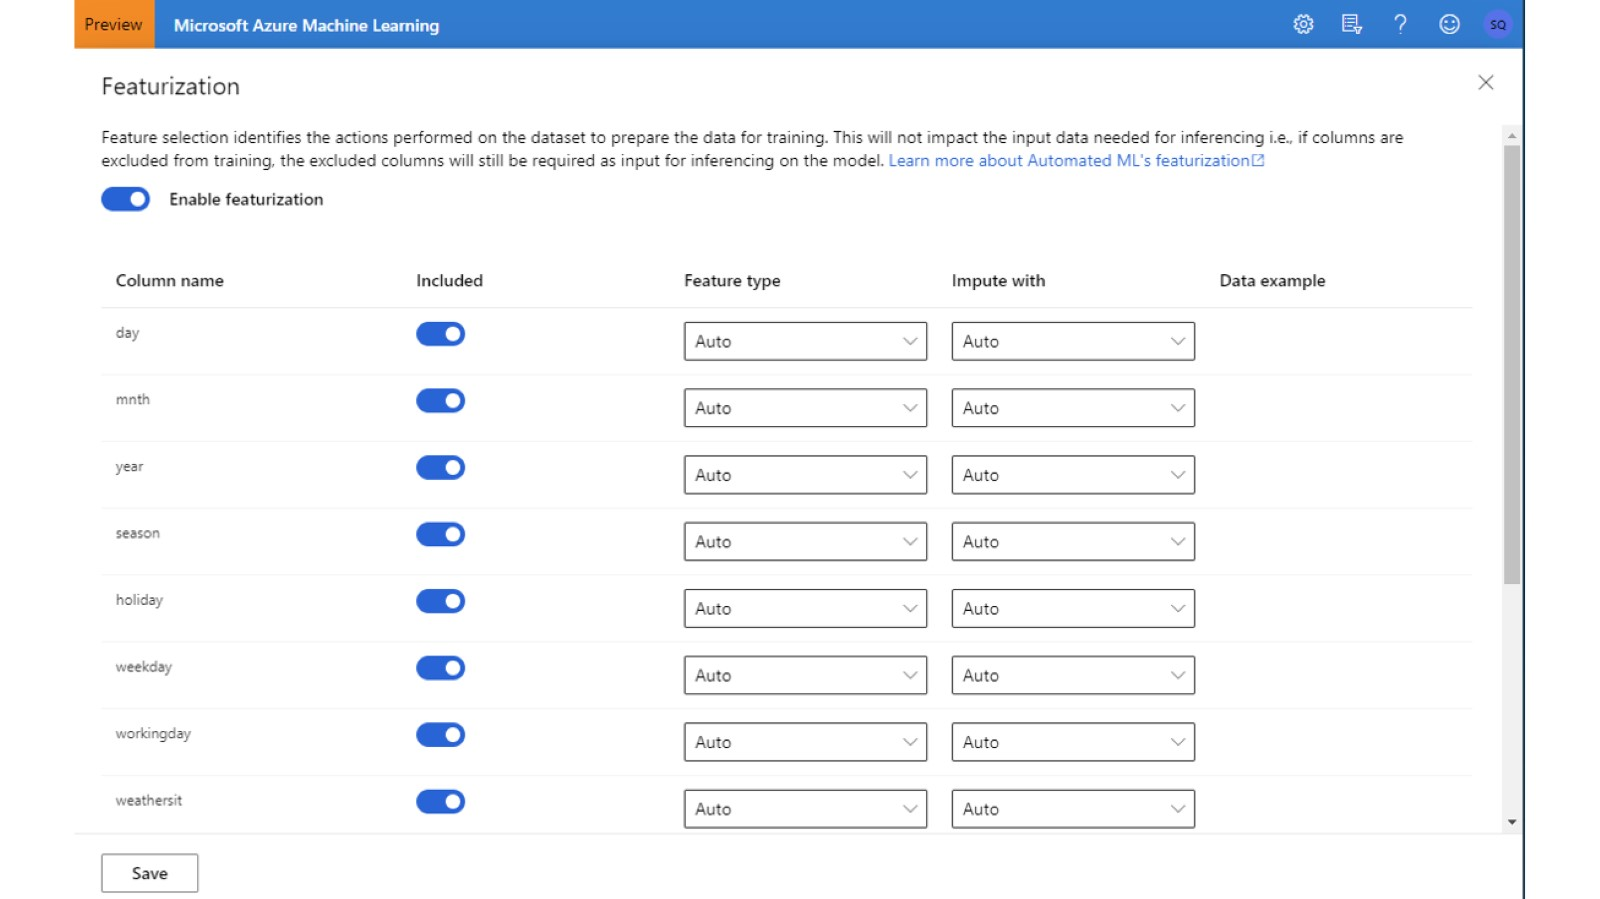 Preview Microsoft Azure Machine Learning SQ
Featurization
Feature selection identifies the actions performed on the dataset to prepare the data for training. This will not impact the input data needed for inferencing i.e., if columns are
excluded from training, the excluded columns will still be required as input for inferencing on the model. Learn more about Automated ML's featurization
Enable featurization
Column name Included Feature type Impute with Data example
day Auto Auto
mnth Auto Auto
year Auto Auto
season Auto Auto
holiday Auto Auto
weekday Auto Auto
workingday Auto Auto
weathersit Auto Auto
Save